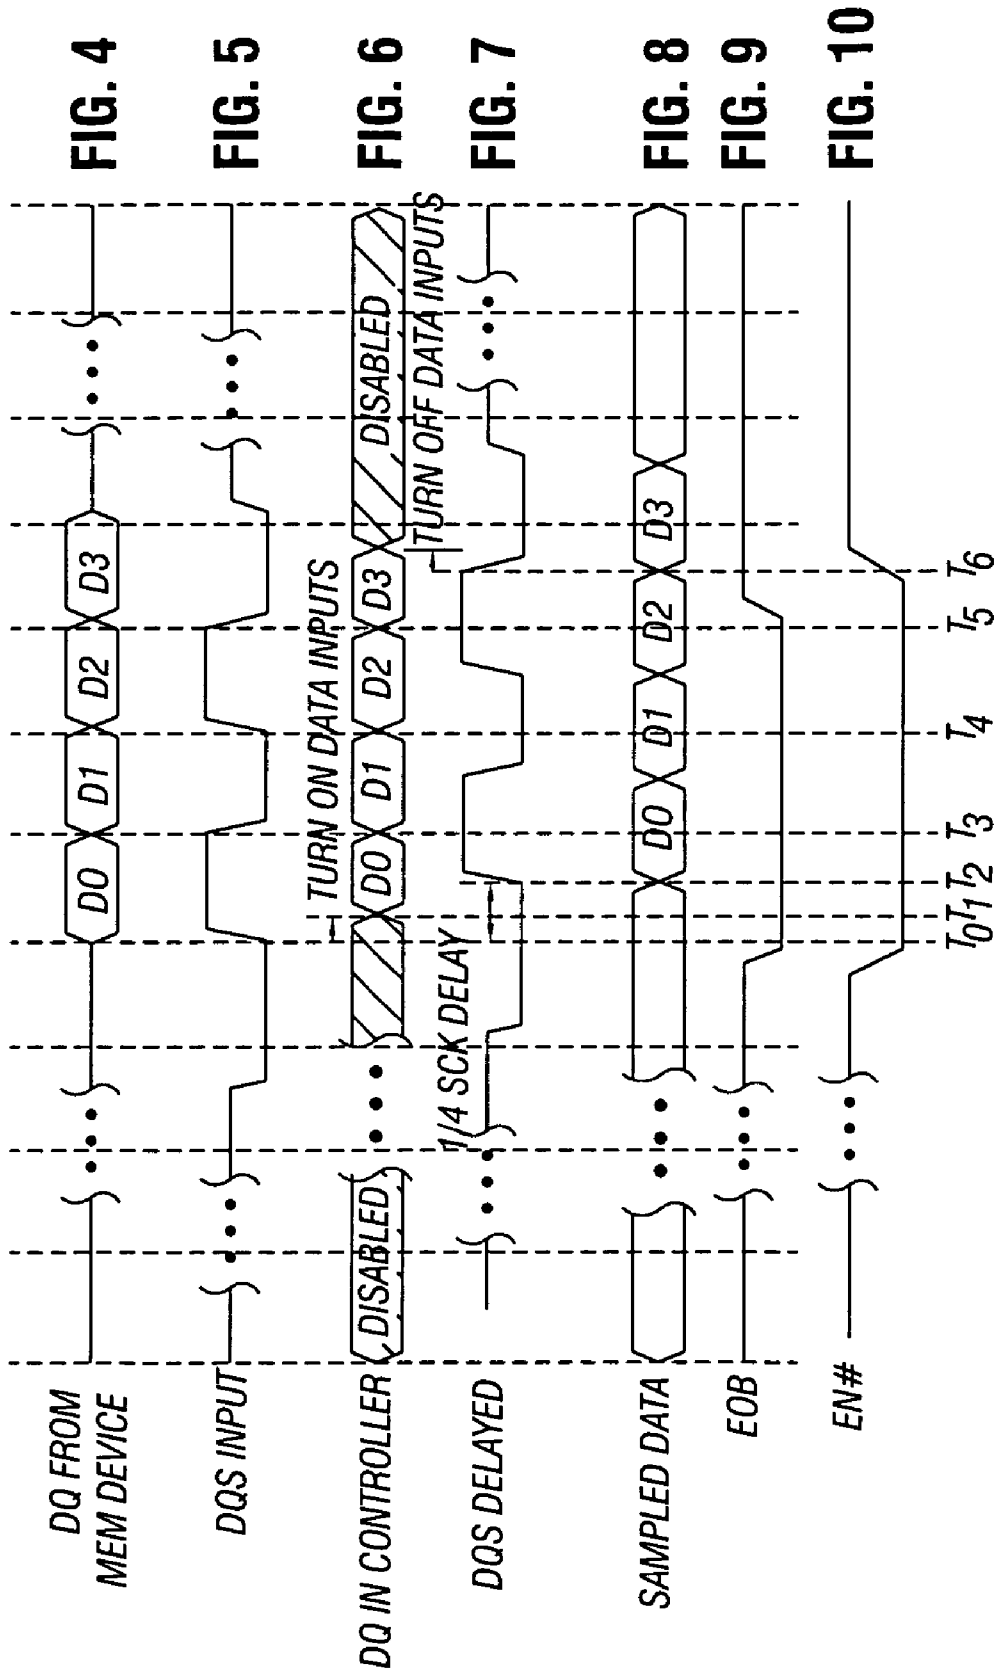 DQ FROM
MEM DEVICE
D0 D1 D2 D3
FIG. 4
DQS INPUT
FIG. 5
TURN ON DATA INPUTS
DQ IN CONTROLLER
DISABLED D0 D1 D2 D3 DISABLED
FIG. 6
TURN OFF DATA INPUTS
1/4 SCK DELAY
DQS DELAYED
FIG. 7
SAMPLED DATA
D0 D1 D2 D3
FIG. 8
EOB
FIG. 9
EN#
FIG. 10
T0 T1 T2 T3 T4 T5 T6